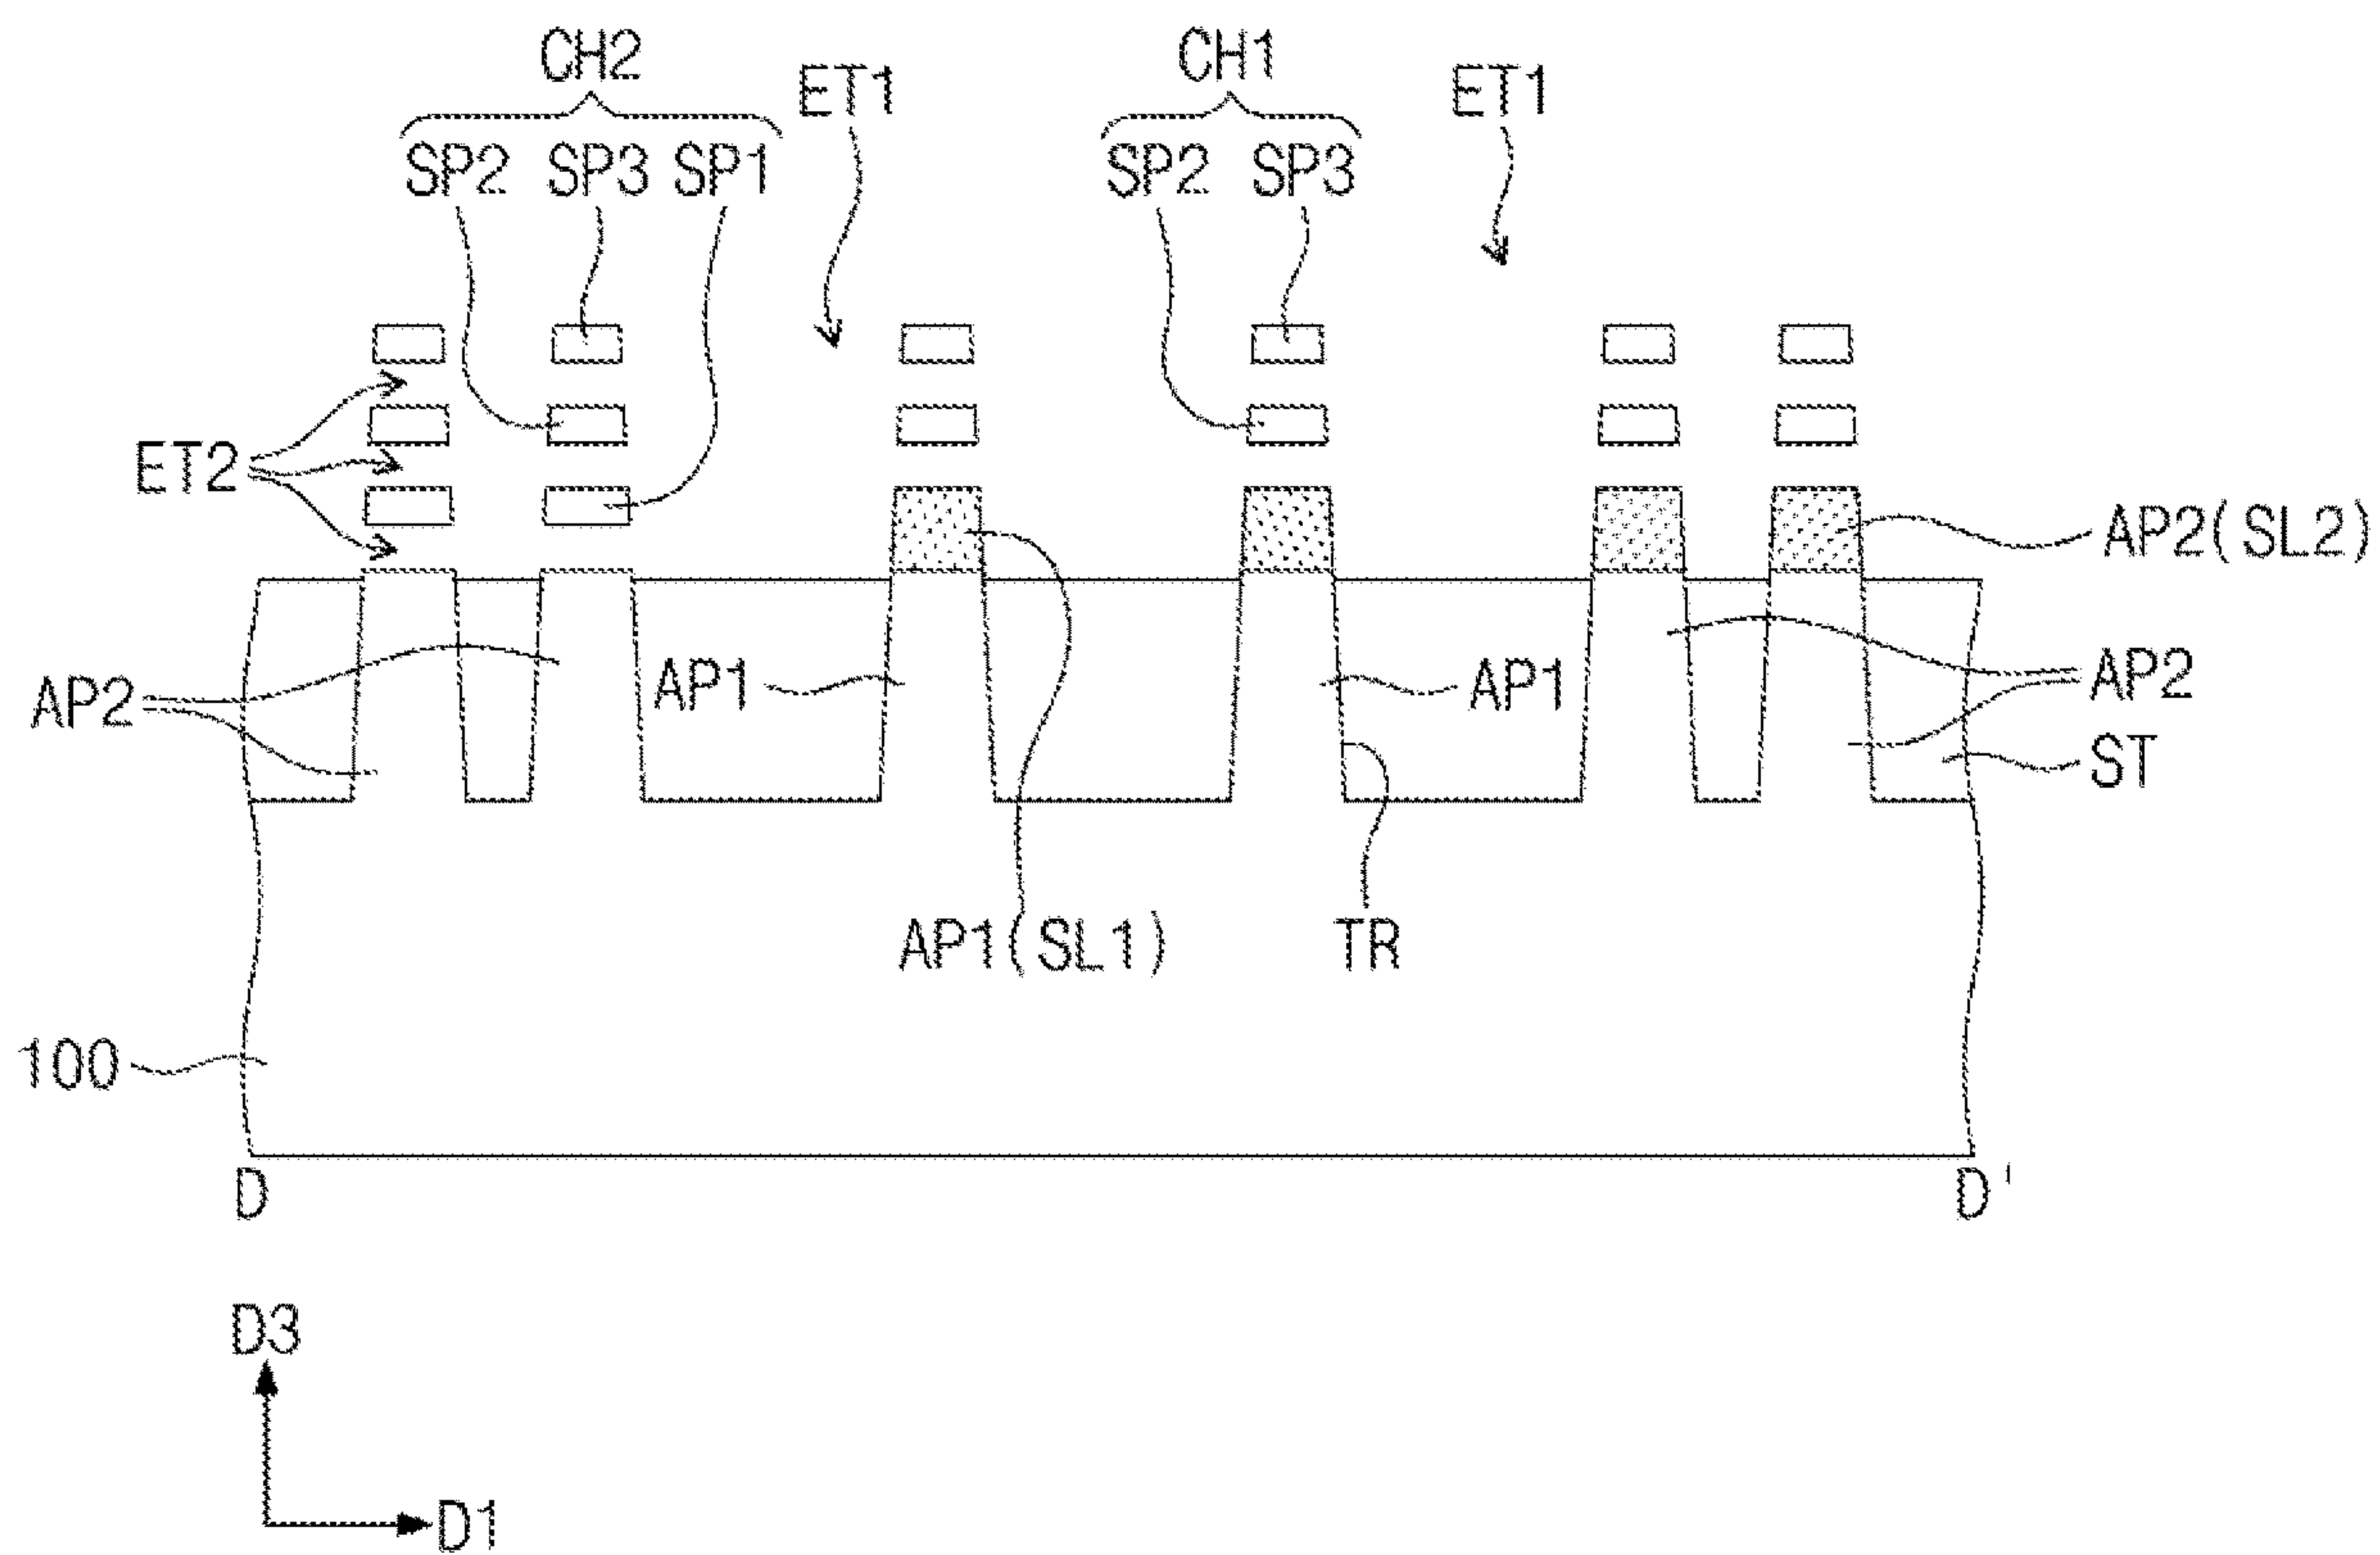 CH2
CH1
ET1
ET1
SP2 SP3 SP1
SP2 SP3
ET2
AP2(SL2)
AP2
AP1
AP1
AP2
ST
AP1(SL1)
TR
100
D
D'
D3
D1